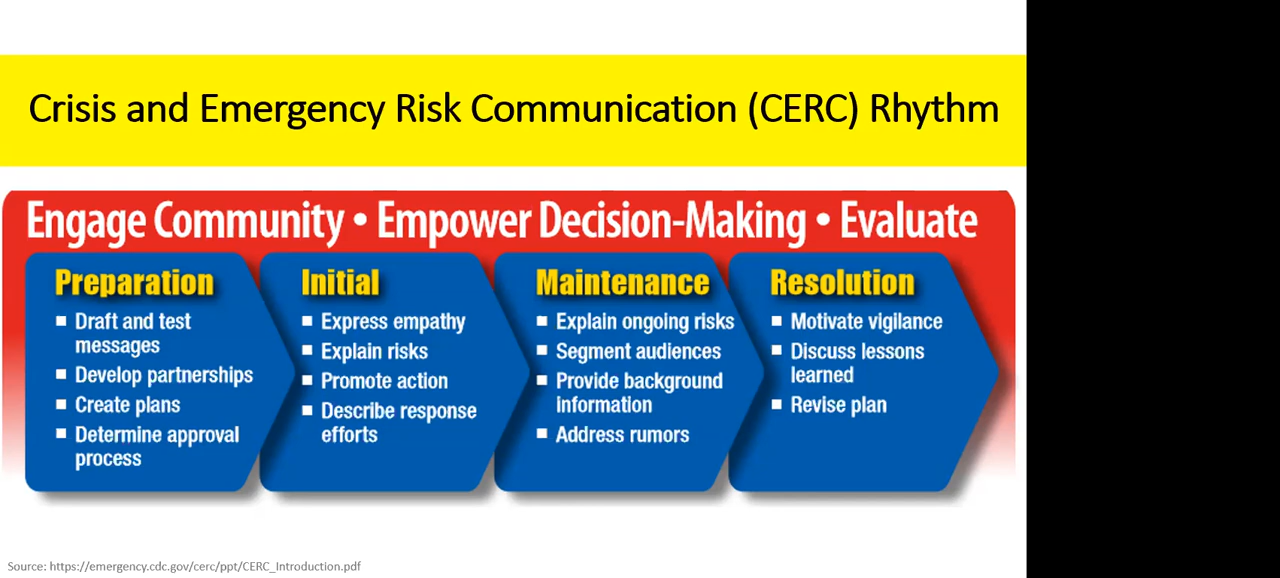 Crisis and Emergency Risk Communication (CERC) Rhythm
Engage Community • Empower Decision-Making • Evaluate
Preparation
▪ Draft and test
messages
▪ Develop partnerships
▪ Create plans
▪ Determine approval
process
Initial
▪ Express empathy
▪ Explain risks
▪ Promote action
▪ Describe response
efforts
Maintenance
▪ Explain ongoing risks
▪ Segment audiences
▪ Provide background
information
▪ Address rumors
Resolution
▪ Motivate vigilance
▪ Discuss lessons
learned
▪ Revise plan
Source: https://emergency.cdc.gov/cerc/ppt/CERC_Introduction.pdf